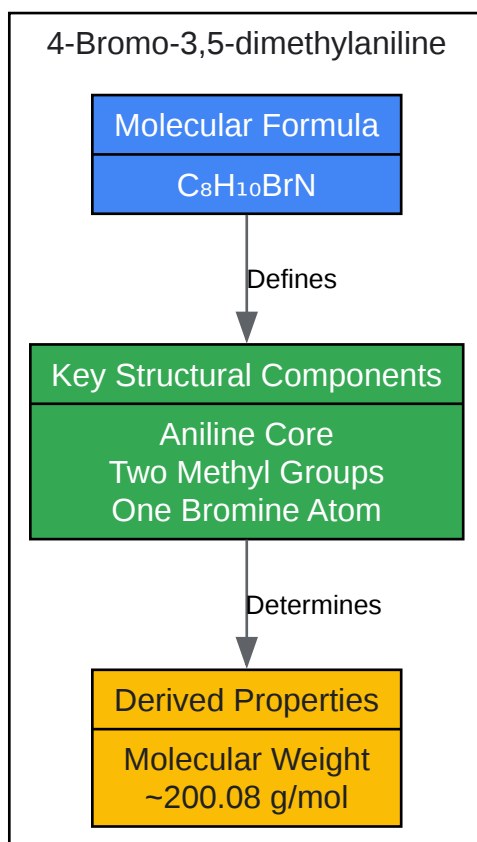 4-Bromo-3,5-dimethylaniline
Molecular Formula
C₈H₁₀BrN
Defines
Key Structural Components
Aniline Core
Two Methyl Groups
One Bromine Atom
Determines
Derived Properties
Molecular Weight
~200.08 g/mol